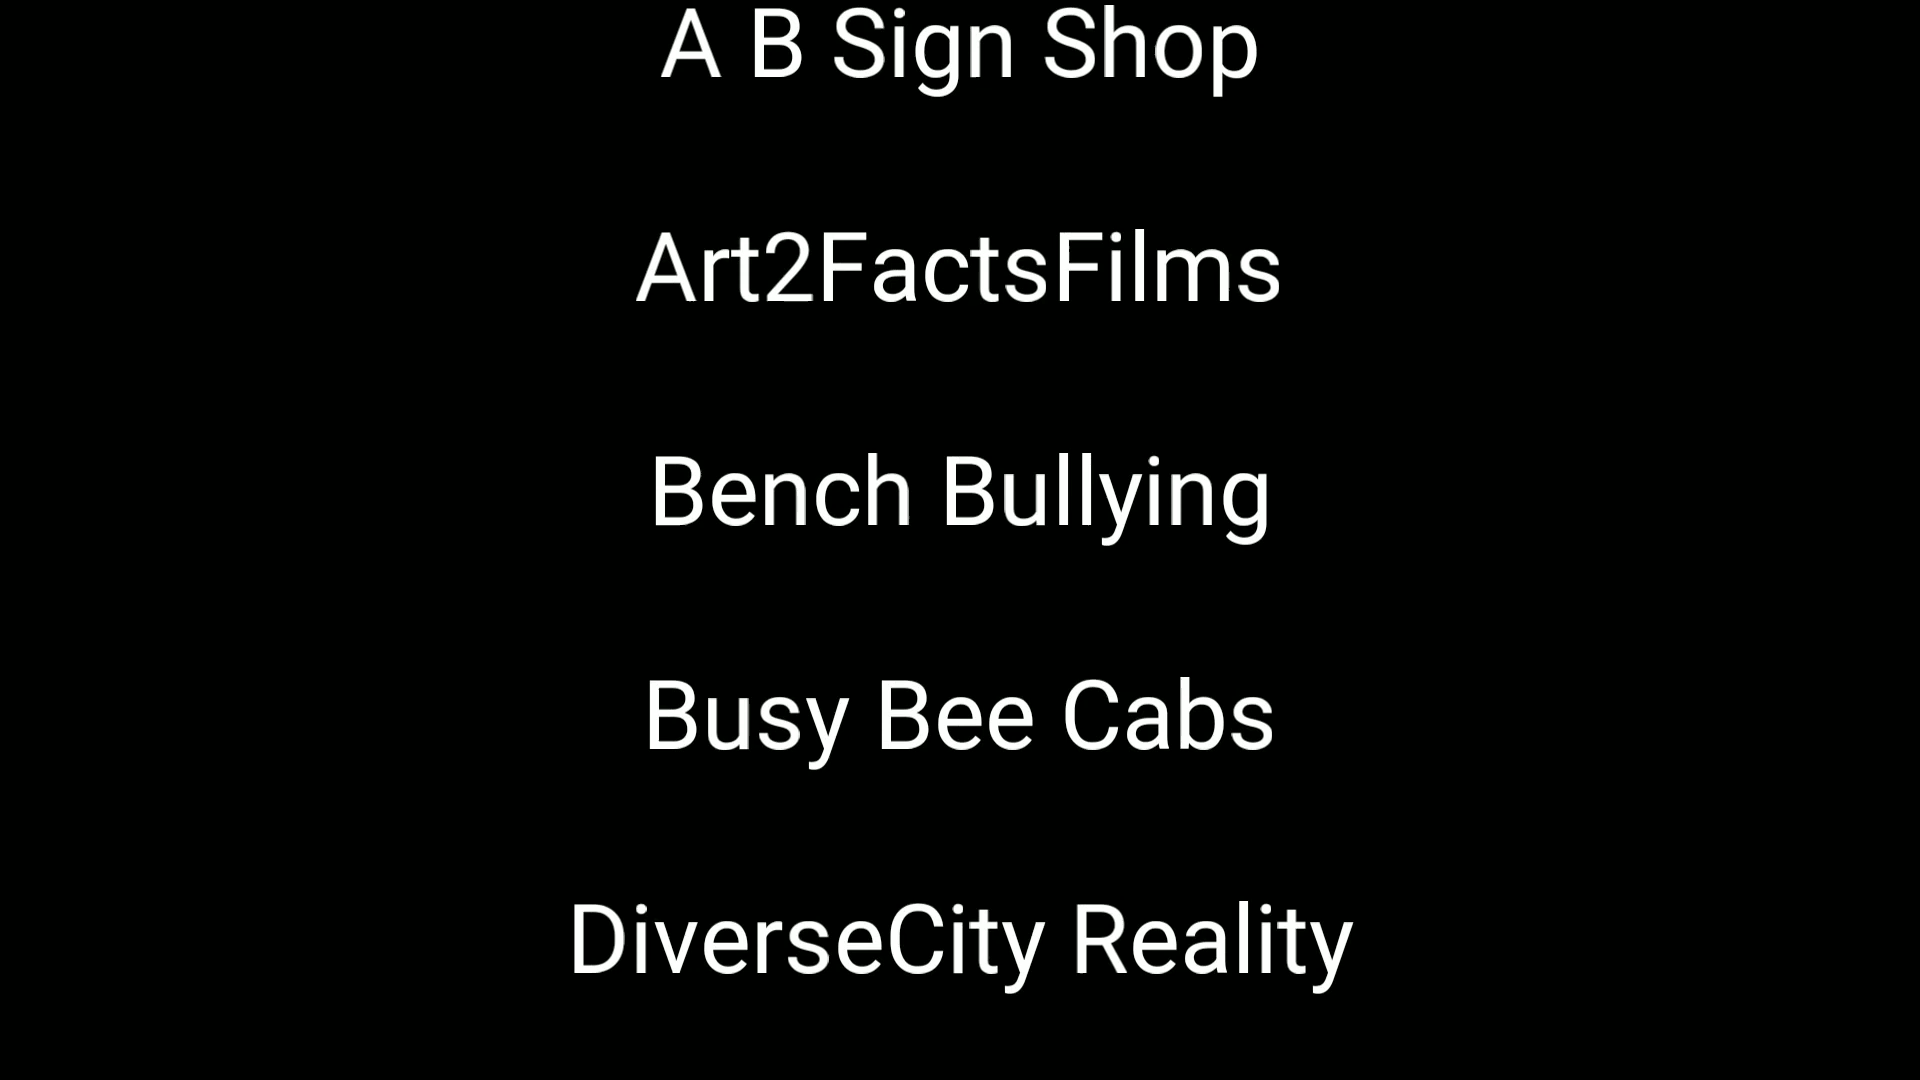 A B Sign Shop
Art2FactsFilms
Bench Bullying
Busy Bee Cabs
DiverseCity Reality